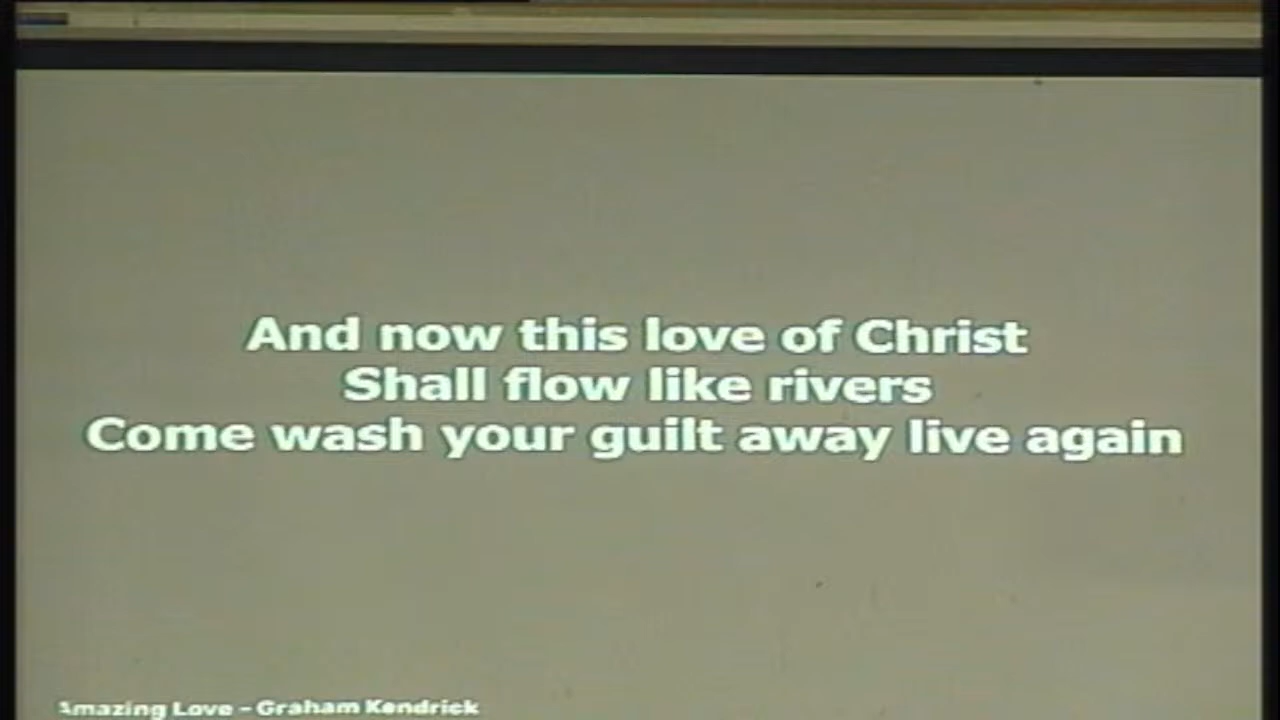 And now this love of Christ
Shall flow like rivers
Come wash your guilt away live again
Amazing Love - Graham Kendrick